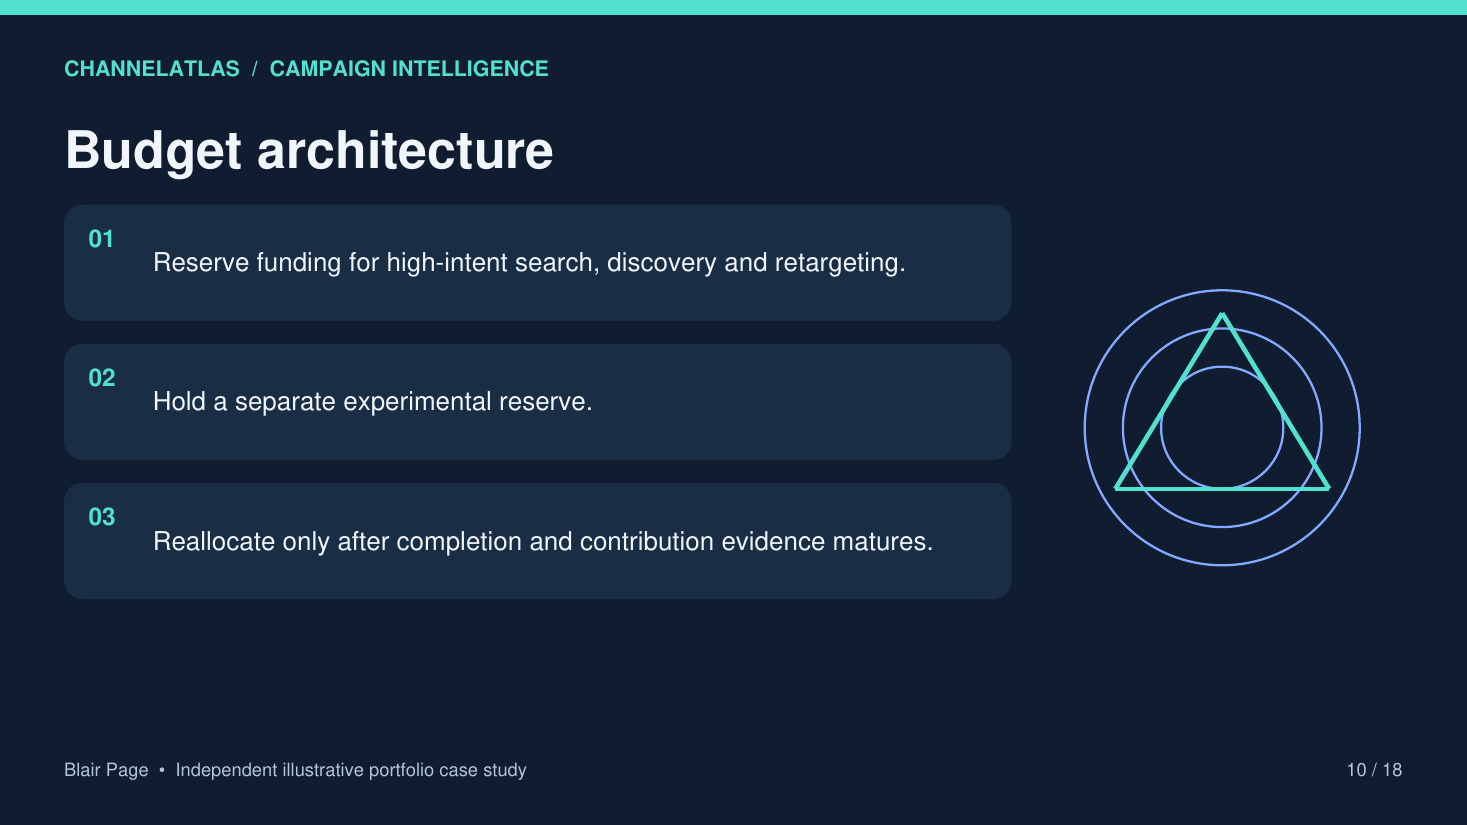 CHANNELATLAS / CAMPAIGN INTELLIGENCE
Budget architecture
01
Reserve funding for high-intent search, discovery and retargeting.
02
Hold a separate experimental reserve.
03
Reallocate only after completion and contribution evidence matures.
Blair Page • Independent illustrative portfolio case study
10 / 18